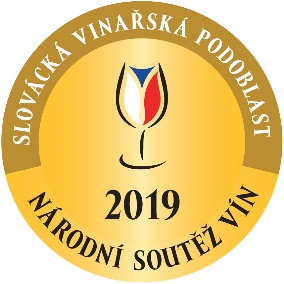 SLOVÁCKÁ VINAŘSKÁ PODOBLAST
2019
NÁRODNÍ SOUTĚŽ VÍN